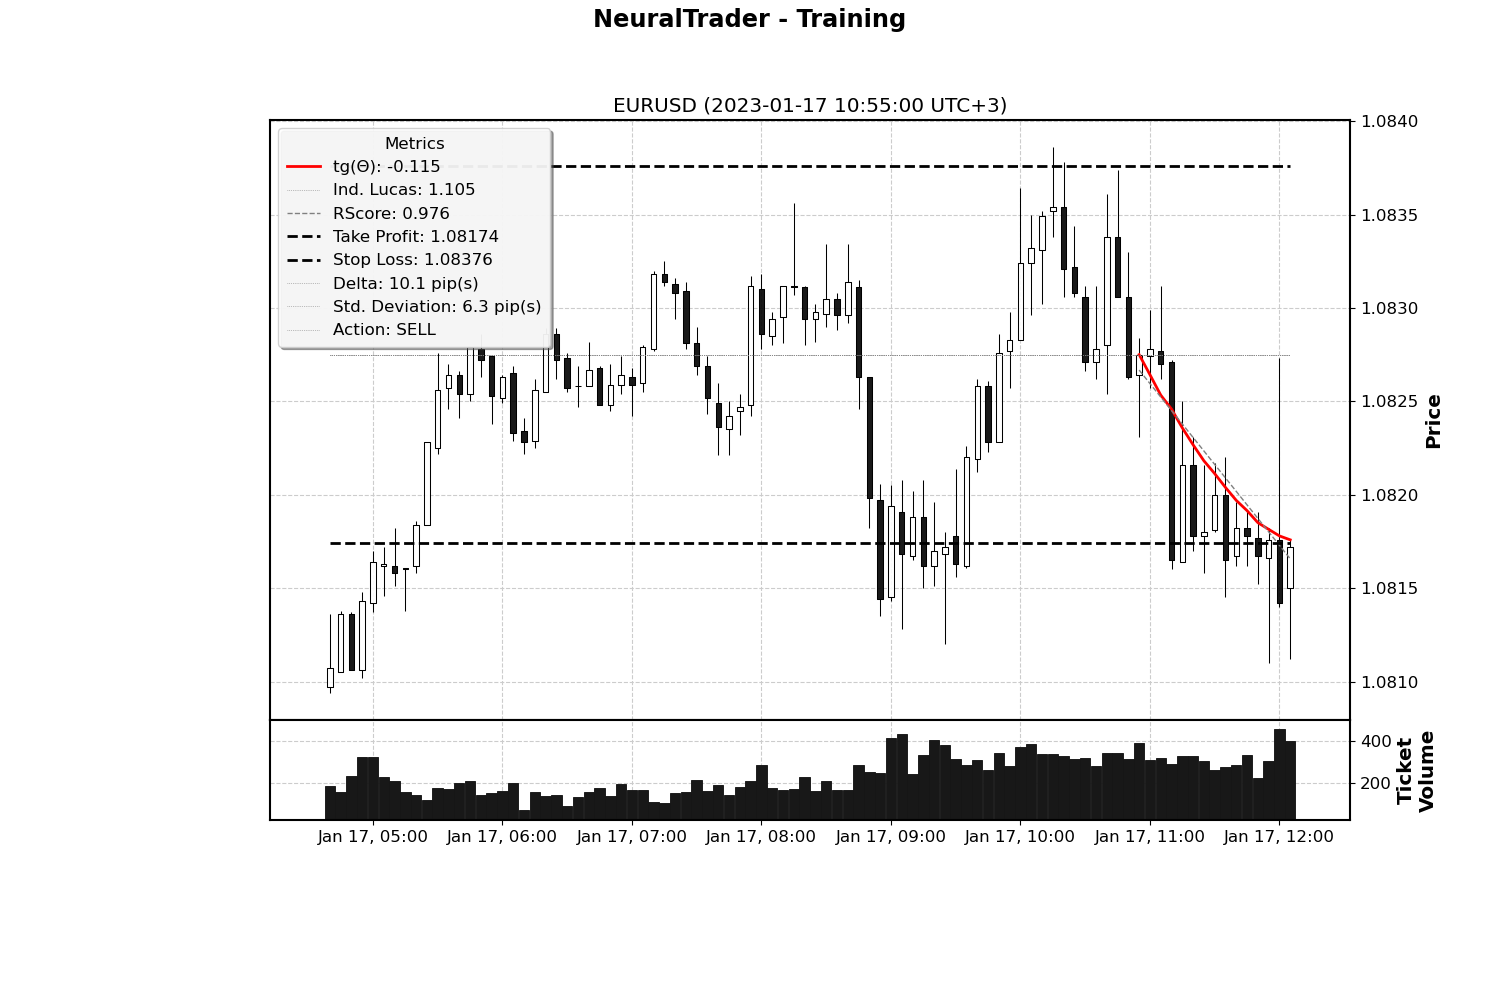 NeuralTrader - Training
EURUSD (2023-01-17 10:55:00 UTC+3)
Metrics
tg(Θ): -0.115
Ind. Lucas: 1.105
RScore: 0.976
Take Profit: 1.08174
Stop Loss: 1.08376
Delta: 10.1 pip(s)
Std. Deviation: 6.3 pip(s)
Action: SELL
1.0840
1.0835
1.0830
1.0825
1.0820
1.0815
1.0810
Price
400
200
Ticket
Volume
Jan 17, 05:00
Jan 17, 06:00
Jan 17, 07:00
Jan 17, 08:00
Jan 17, 09:00
Jan 17, 10:00
Jan 17, 11:00
Jan 17, 12:00